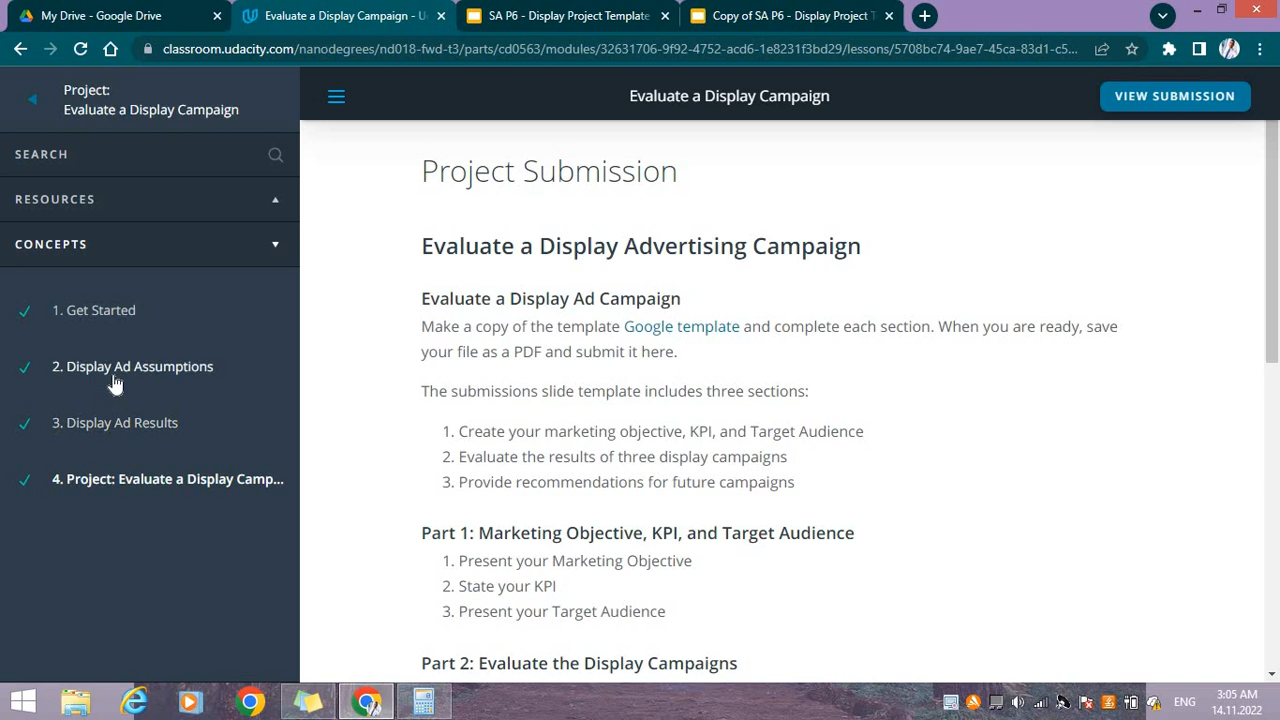 My Drive - Google Drive
Evaluate a Display Campaign - U
SA P6 - Display Project Template
Copy of SA P6 - Display Project T
classroom.udacity.com/nanodegrees/nd018-fwd-t3/parts/cd0563/modules/32631706-9f92-4752-acd6-1e8231f3bd29/lessons/5708bc74-9ae7-45ca-83d1-c5...
Project:
Evaluate a Display Campaign
SEARCH
RESOURCES
CONCEPTS
1. Get Started
2. Display Ad Assumptions
3. Display Ad Results
4. Project: Evaluate a Display Camp...
Evaluate a Display Campaign
VIEW SUBMISSION
Project Submission
Evaluate a Display Advertising Campaign
Evaluate a Display Ad Campaign
Make a copy of the template Google template and complete each section. When you are ready, save
your file as a PDF and submit it here.
The submissions slide template includes three sections:
1. Create your marketing objective, KPI, and Target Audience
2. Evaluate the results of three display campaigns
3. Provide recommendations for future campaigns
Part 1: Marketing Objective, KPI, and Target Audience
1. Present your Marketing Objective
2. State your KPI
3. Present your Target Audience
Part 2: Evaluate the Display Campaigns
ENG
3:05 AM
14.11.2022